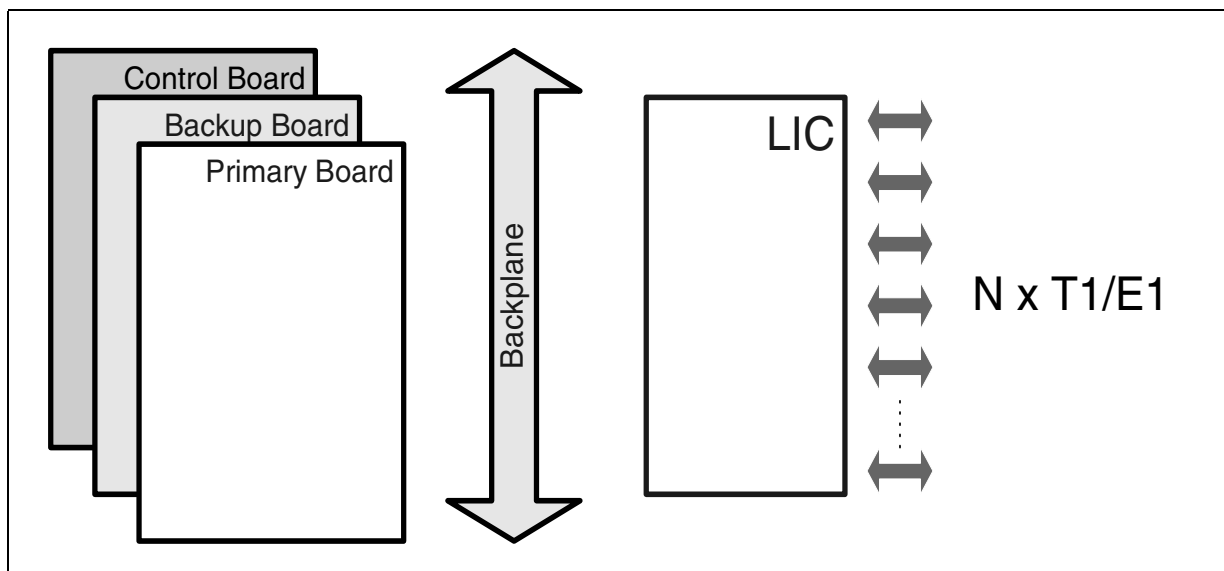 Control Board
Backup Board
Primary Board
Backplane
LIC
N x T1/E1